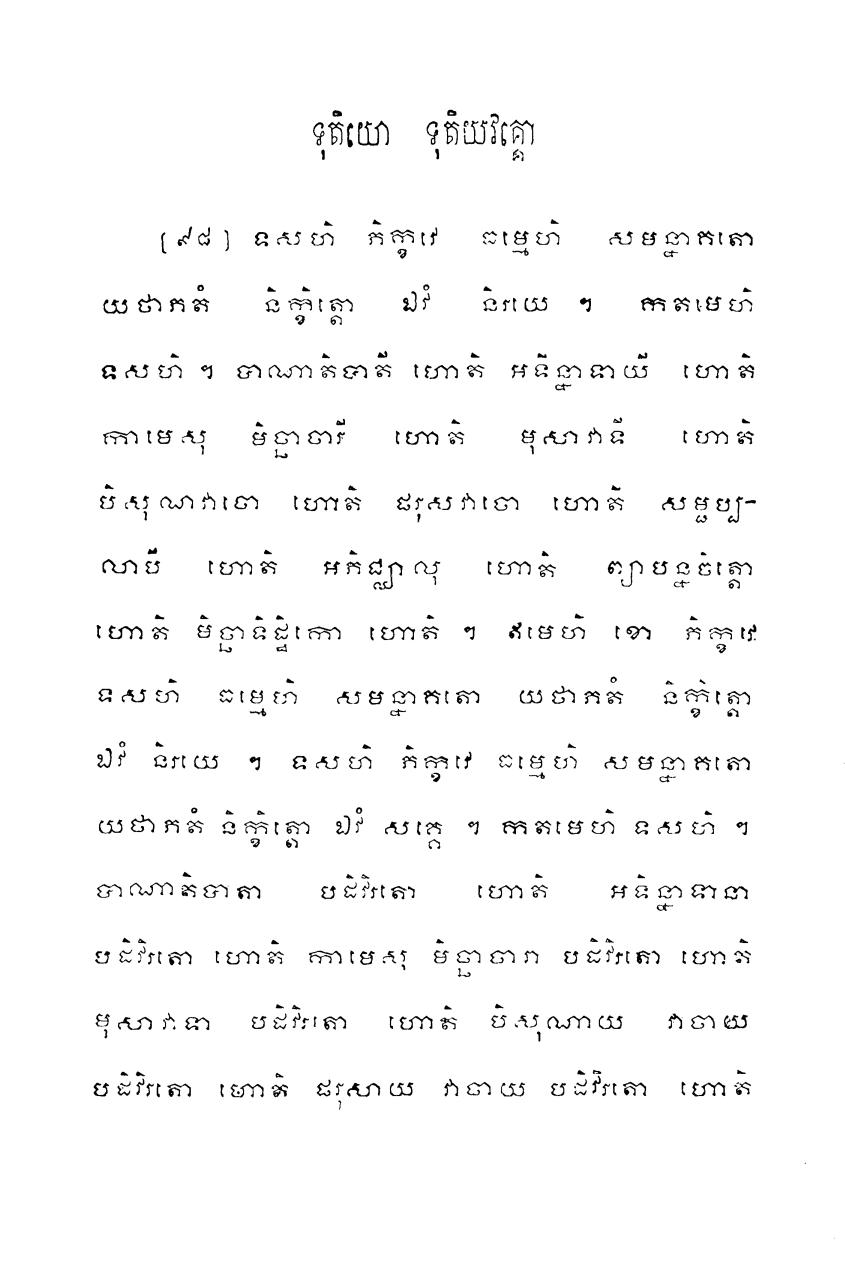 ទុតិយោ ទុតិយវគ្គោ
[៩៨] ទសហិ ភិក្ខវេ ធម្មេហិ សមន្នាគតោ
យថាភតំ និក្ខិត្តោ ឯវំ និរយេ ។ កតមេហិ
ទសហិ ។ បាណាតិបាតី ហោតិ អទិន្នាទាយី ហោតិ
កាមេសុ មិច្ឆាចារី ហោតិ មុសាវាទី ហោតិ
បិសុណាវាចោ ហោតិ ផរុសវាចោ ហោតិ សម្ផប្ប-
លាបី ហោតិ អភិជ្ឈាលុ ហោតិ ព្យាបន្នចិត្តោ
ហោតិ មិច្ឆាទិដ្ឋិកោ ហោតិ ។ ឥមេហិ ខោ ភិក្ខវេ
ទសហិ ធម្មេហិ សមន្នាគតោ យថាភតំ និក្ខិត្តោ
ឯវំ និរយេ ។ ទសហិ ភិក្ខវេ ធម្មេហិ សមន្នាគតោ
យថាភតំ និក្ខិត្តោ ឯវំ សគ្គេ ។ កតមេហិ ទសហិ ។
បាណាតិបាតា បដិវិរតោ ហោតិ អទិន្នាទានា
បដិវិរតោ ហោតិ កាមេសុ មិច្ឆាចារា បដិវិរតោ ហោតិ
មុសាវាទា បដិវិរតោ ហោតិ បិសុណាយ វាចាយ
បដិវិរតោ ហោតិ ផរុសាយ វាចាយ បដិវិរតោ ហោតិ